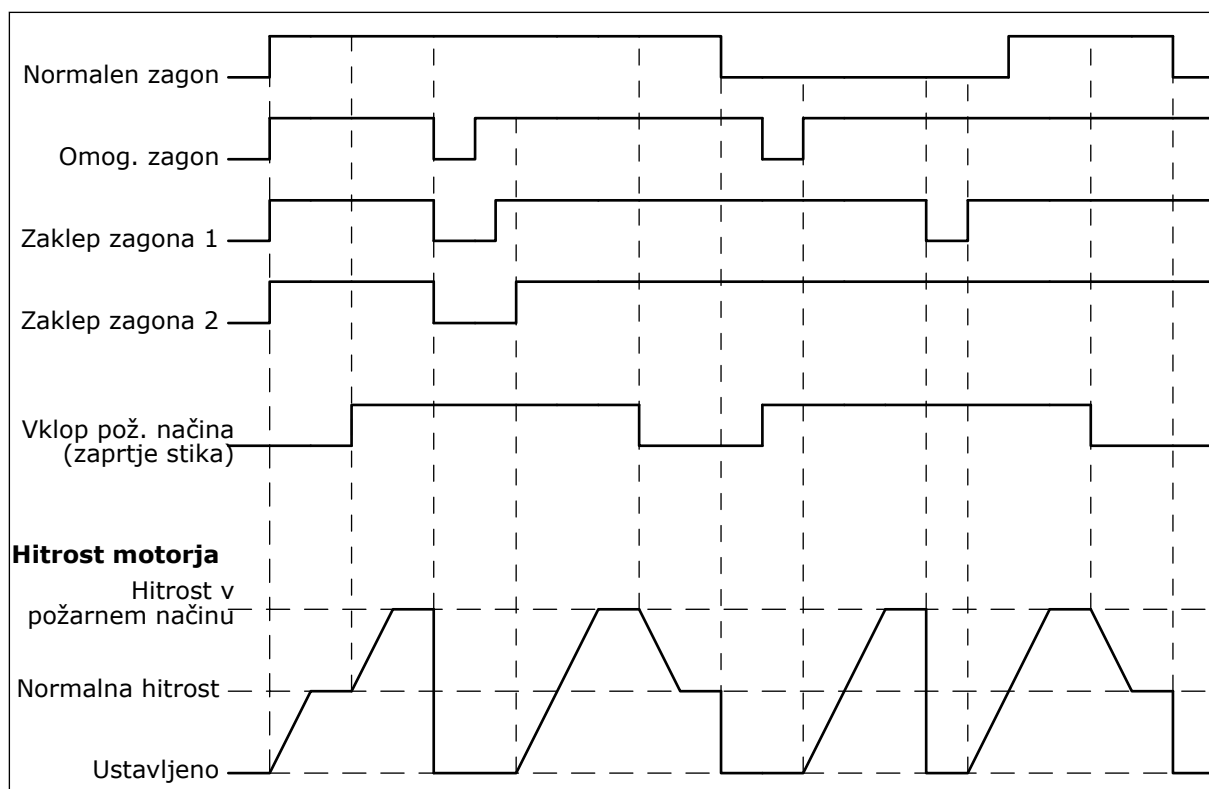 Normalen zagon
Omog. zagon
Zaklep zagona 1
Zaklep zagona 2
Vklop pož. načina
(zaprtje stika)
Hitrost motorja
Hitrost v
požarnem načinu
Normalna hitrost
Ustavljeno